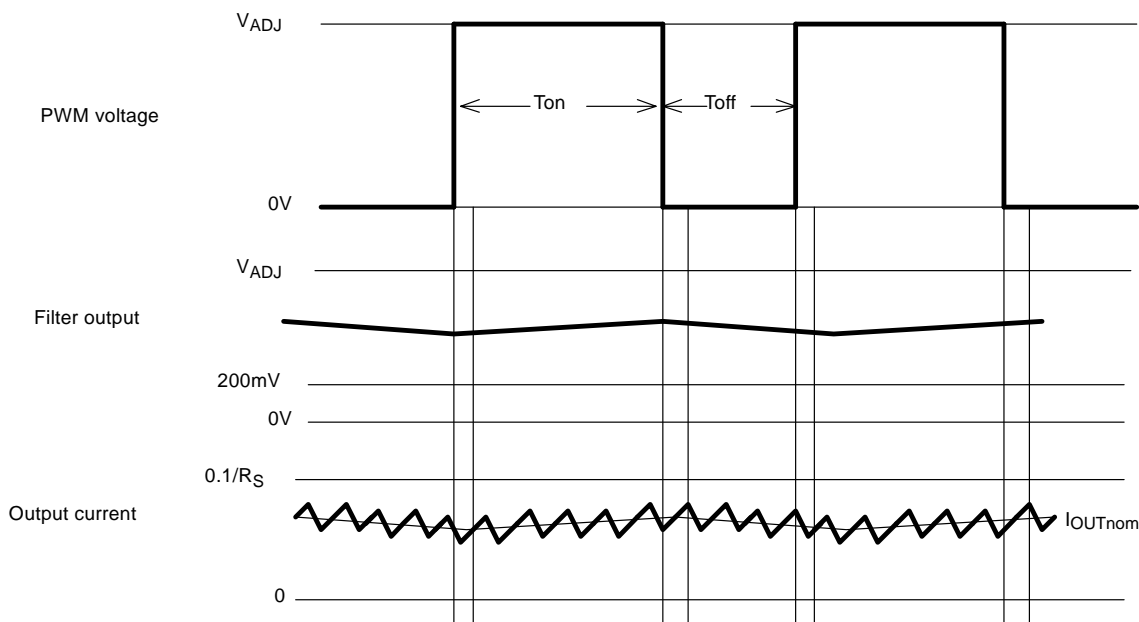 VADJ
Ton
Toff
PWM voltage
0V
VADJ
Filter output
200mV
0V
0.1/RS
Output current
IOUTnom
0